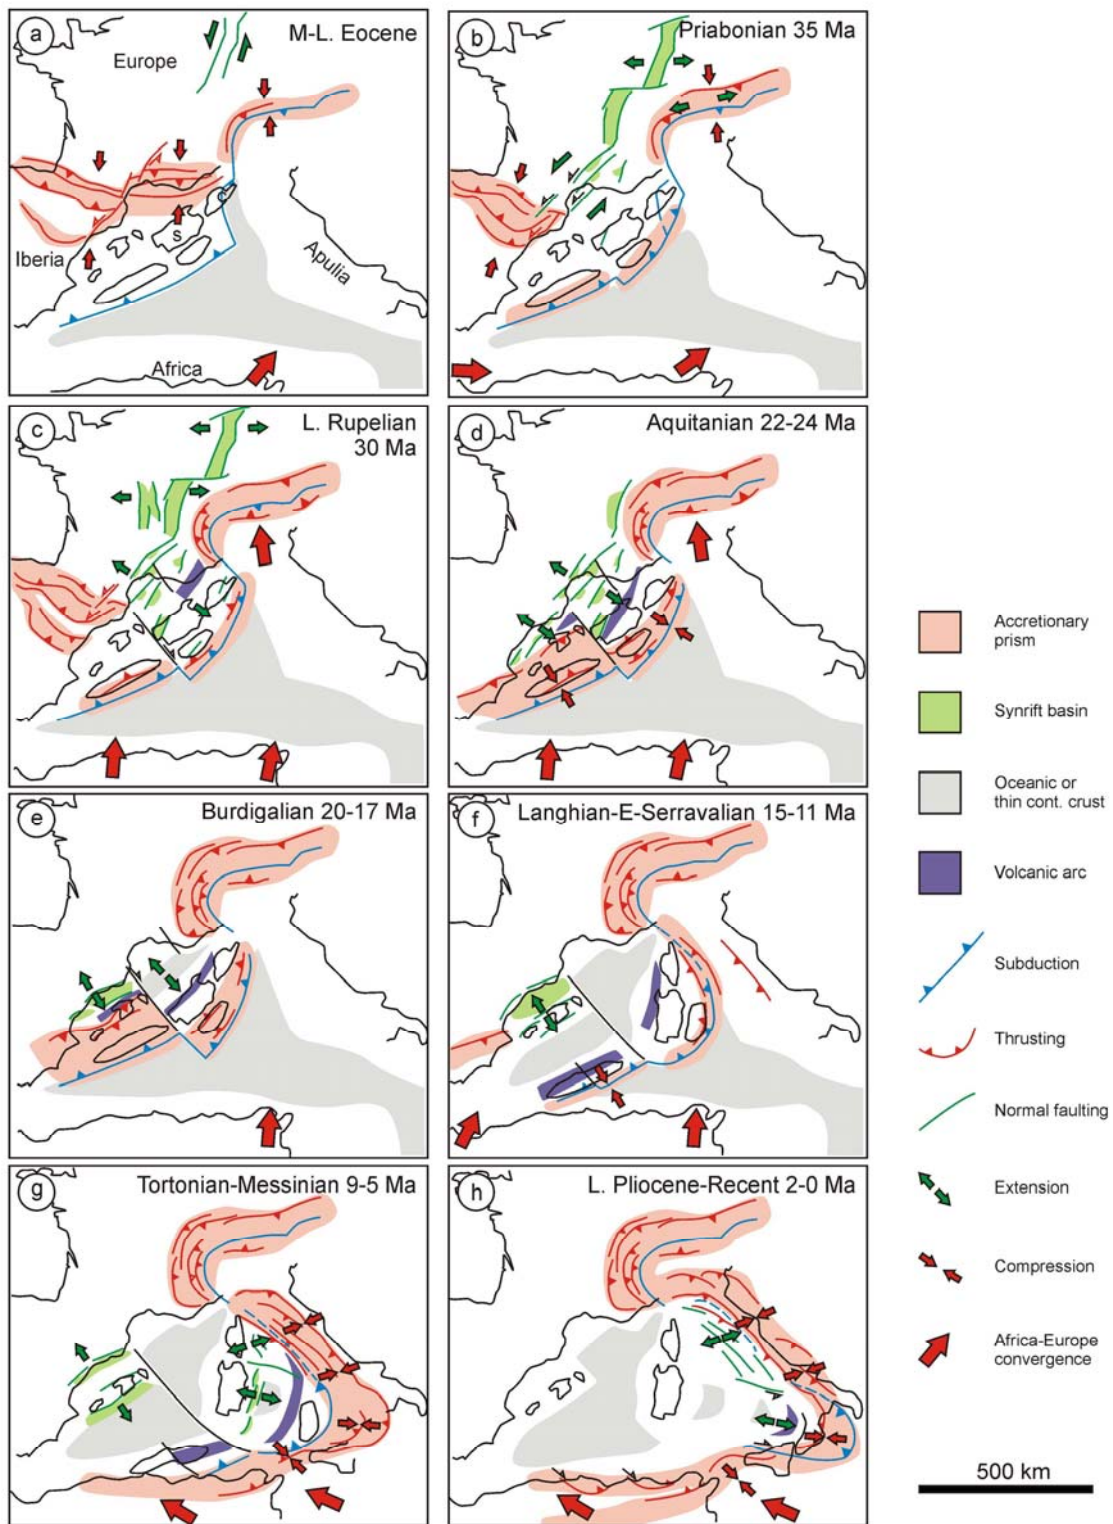 a
M-L. Eocene
Europe
C
S
Iberia
Apulia
Africa
b
Priabonian 35 Ma
c
L. Rupelian
30 Ma
d
Aquitanian 22-24 Ma
e
Burdigalian 20-17 Ma
f
Langhian-E-Serravalian 15-11 Ma
g
Tortonian-Messinian 9-5 Ma
h
L. Pliocene-Recent 2-0 Ma
Accretionary
prism
Synrift basin
Oceanic or
thin cont. crust
Volcanic arc
Subduction
Thrusting
Normal faulting
Extension
Compression
Africa-Europe
convergence
500 km